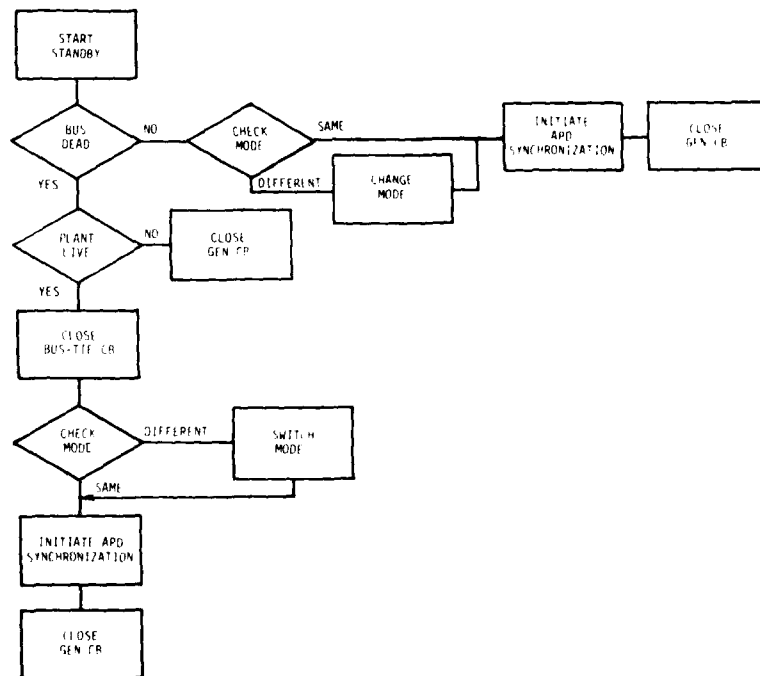 START
STANDBY
BUS
DEAD
NO
CHECK
MODE
SAME
INITIATE APD
SYNCHRONIZATION
CLOSE
GEN CB
YES
DIFFERENT
CHANGE
MODE
PLANT
LIVE
NO
CLOSE
GEN CB
YES
CLOSE
BUS-TIE CB
CHECK
MODE
DIFFERENT
SWITCH
MODE
SAME
INITIATE APD
SYNCHRONIZATION
CLOSE
GEN CB